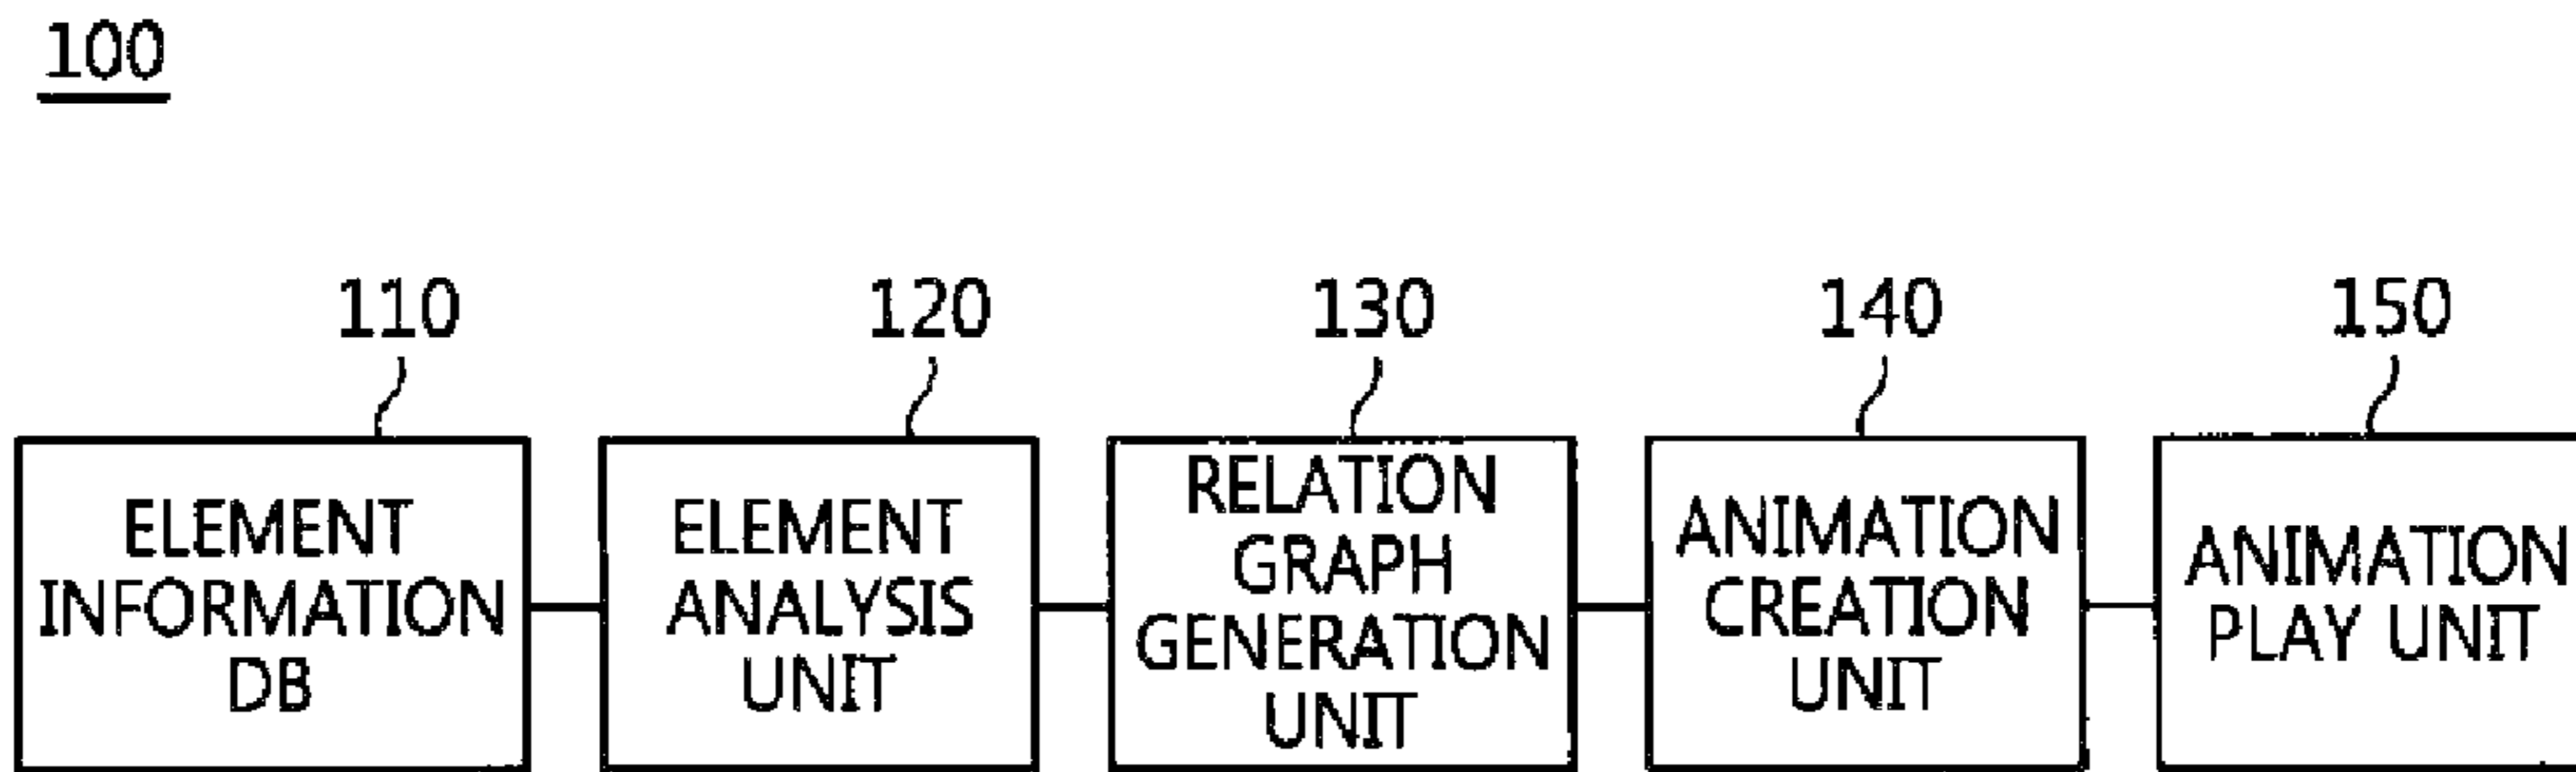 100
110
120
130
140
150
ELEMENT
INFORMATION
DB
ELEMENT
ANALYSIS
UNIT
RELATION
GRAPH
GENERATION
UNIT
ANIMATION
CREATION
UNIT
ANIMATION
PLAY UNIT